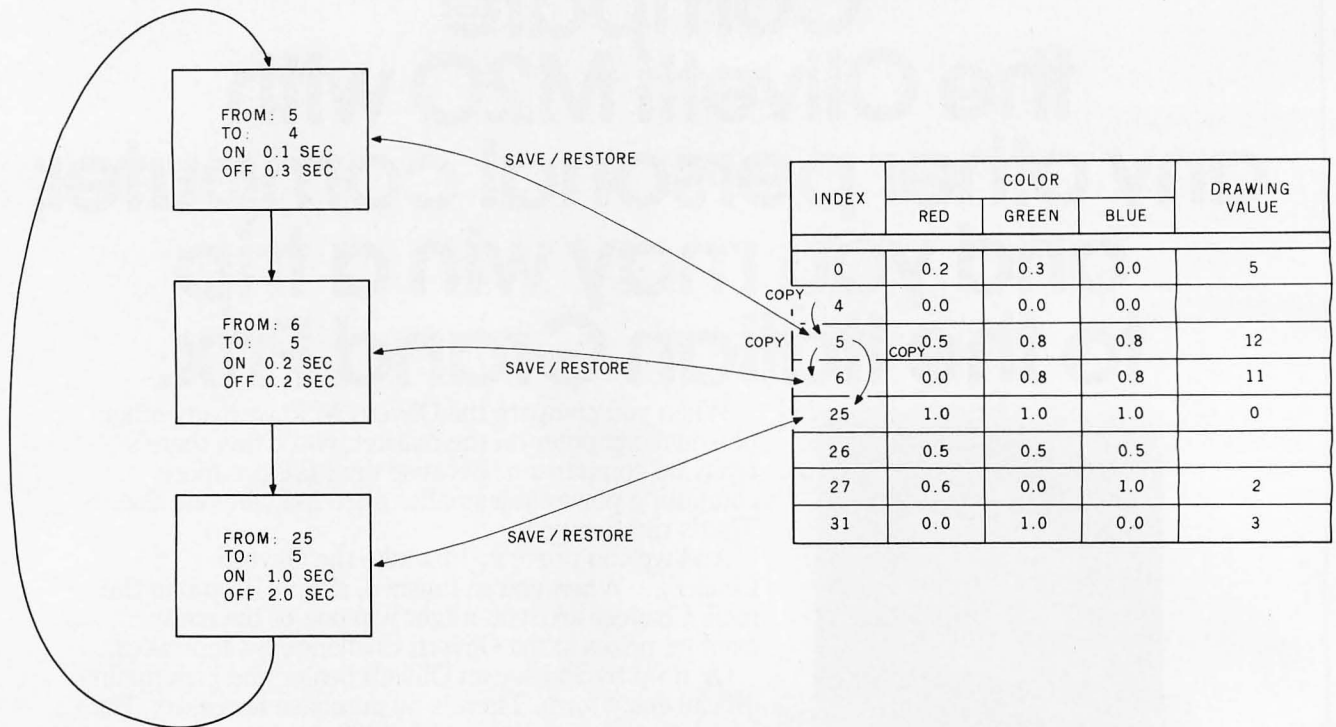 FROM: 5
TO: 4
ON 0.1 SEC
OFF 0.3 SEC
SAVE / RESTORE
FROM: 6
TO: 5
ON 0.2 SEC
OFF 0.2 SEC
SAVE/RESTORE
FROM: 25
TO: 5
ON 1.0 SEC
OFF 2.0 SEC
SAVE / RESTORE
INDEX COLOR DRAWING VALUE
RED GREEN BLUE
0 0.2 0.3 0.0 5
COPY
4 0.0 0.0 0.0
COPY
5 0.5 0.8 0.8 12
COPY
6 0.0 0.8 0.8 11
25 1.0 1.0 1.0 0
26 0.5 0.5 0.5
27 0.6 0.0 1.0 2
31 0.0 1.0 0.0 3